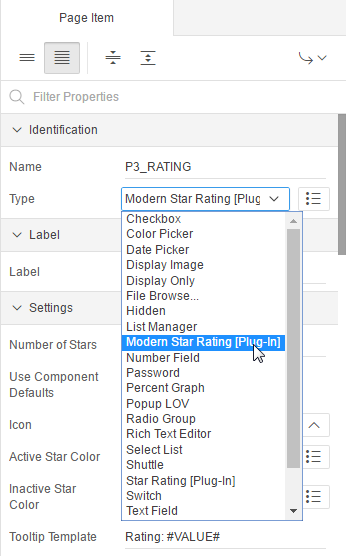 Page Item
Filter Properties
Identification
Name P3_RATING
Type Modern Star Rating [Plug
Checkbox
Color Picker
Date Picker
Display Image
Display Only
File Browse...
Hidden
List Manager
Modern Star Rating [Plug-In]
Number Field
Password
Percent Graph
Popup LOV
Radio Group
Rich Text Editor
Select List
Shuttle
Star Rating [Plug-In]
Switch
Text Field
Label
Label
Settings
Number of Stars
Use Component
Defaults
Icon
Active Star Color
Inactive Star
Color
Tooltip Template Rating: #VALUE#